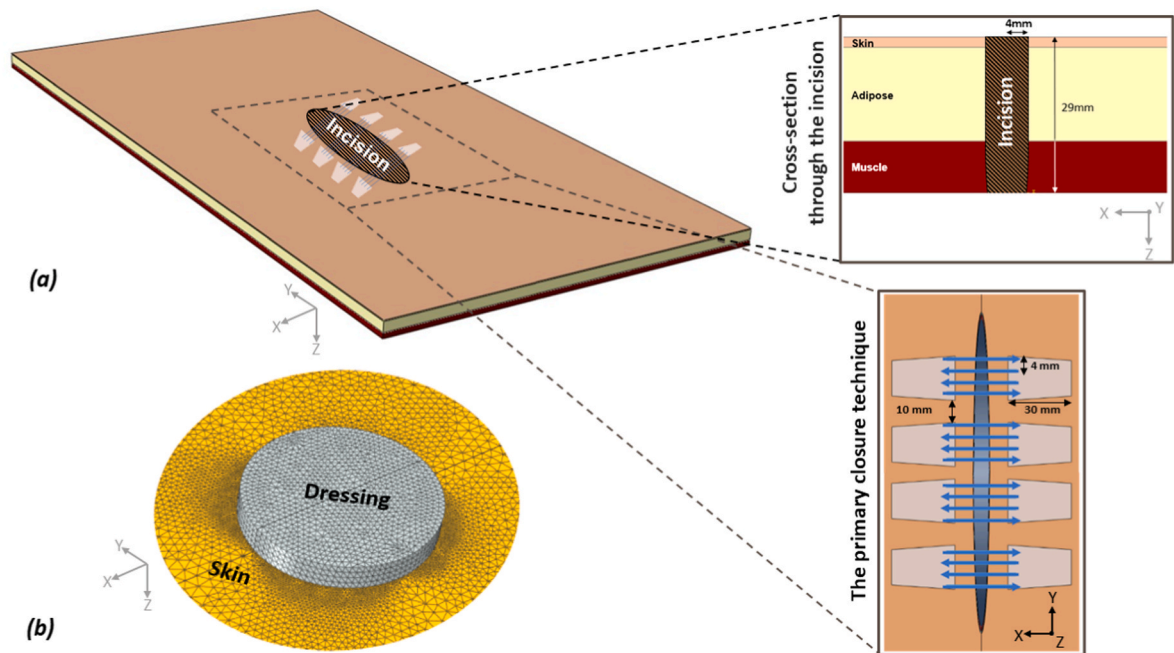 Incision
(a)
Y
X
Z
Cross-section
through the incision
4mm
Skin
Adipose
Muscle
Incision
29mm
X
Y
Z
Dressing
Skin
Y
X
Z
(b)
The primary closure technique
4 mm
10 mm
30 mm
Y
X
Z